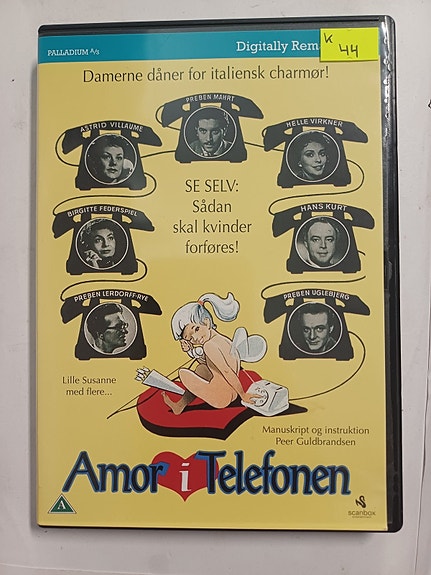 PALLADIUM A/S
Digitally Rem
K
44
Damerne dåner for italiensk charmør!
PREBEN MAHRT
ASTRID VILLAUME
HELLE VIRKNER
SE SELV:
Sådan
skal kvinder
forføres!
BIRGITTE FEDERSPIEL
HANS KURT
PREBEN LERDORFF-RYE
PREBEN UGLEBJERG
Lille Susanne
med flere...
Manuskript og instruktion
Peer Guldbrandsen
Amor i Telefonen
A
scanbox